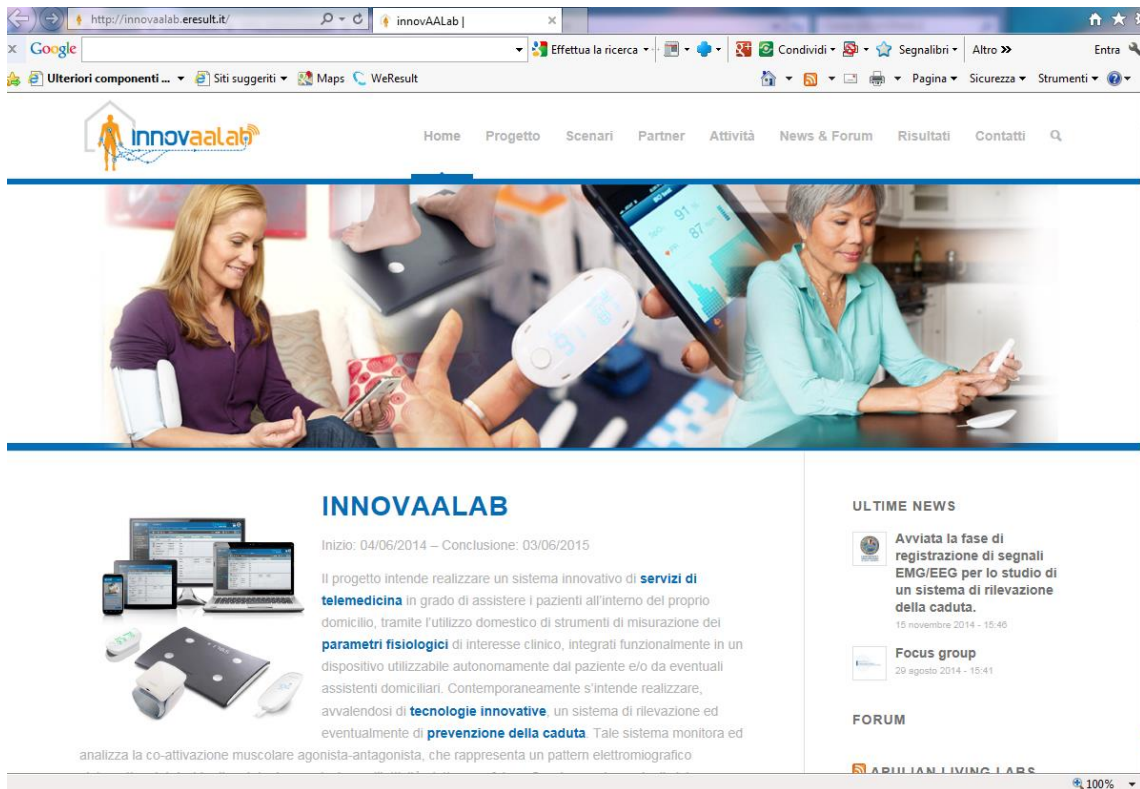 http://innovaalab.eresult.it/
innovAALab |
Google
Effettua la ricerca
Condividi
Segnalibri
Altro »
Entra
Ulteriori componenti ...
Siti suggeriti
Maps
WeResult
Pagina
Sicurezza
Strumenti
innovaalab
Home Progetto Scenari Partner Attività News & Forum Risultati Contatti
91
87
INNOVAALAB
Inizio: 04/06/2014 – Conclusione: 03/06/2015
Il progetto intende realizzare un sistema innovativo di servizi di
telemedicina in grado di assistere i pazienti all'interno del proprio
domicilio, tramite l'utilizzo domestico di strumenti di misurazione dei
parametri fisiologici di interesse clinico, integrati funzionalmente in un
dispositivo utilizzabile autonomamente dal paziente e/o da eventuali
assistenti domiciliari. Contemporaneamente s'intende realizzare,
avvalendosi di tecnologie innovative, un sistema di rilevazione ed
eventualmente di prevenzione della caduta. Tale sistema monitora ed
analizza la co-attivazione muscolare agonista-antagonista, che rappresenta un pattern elettromiografico
ULTIME NEWS
Avviata la fase di
registrazione di segnali
EMG/EEG per lo studio di
un sistema di rilevazione
della caduta.
15 novembre 2014 - 15:46
Focus group
29 agosto 2014 - 15:41
FORUM
APULIAN LIVING LABS
100%